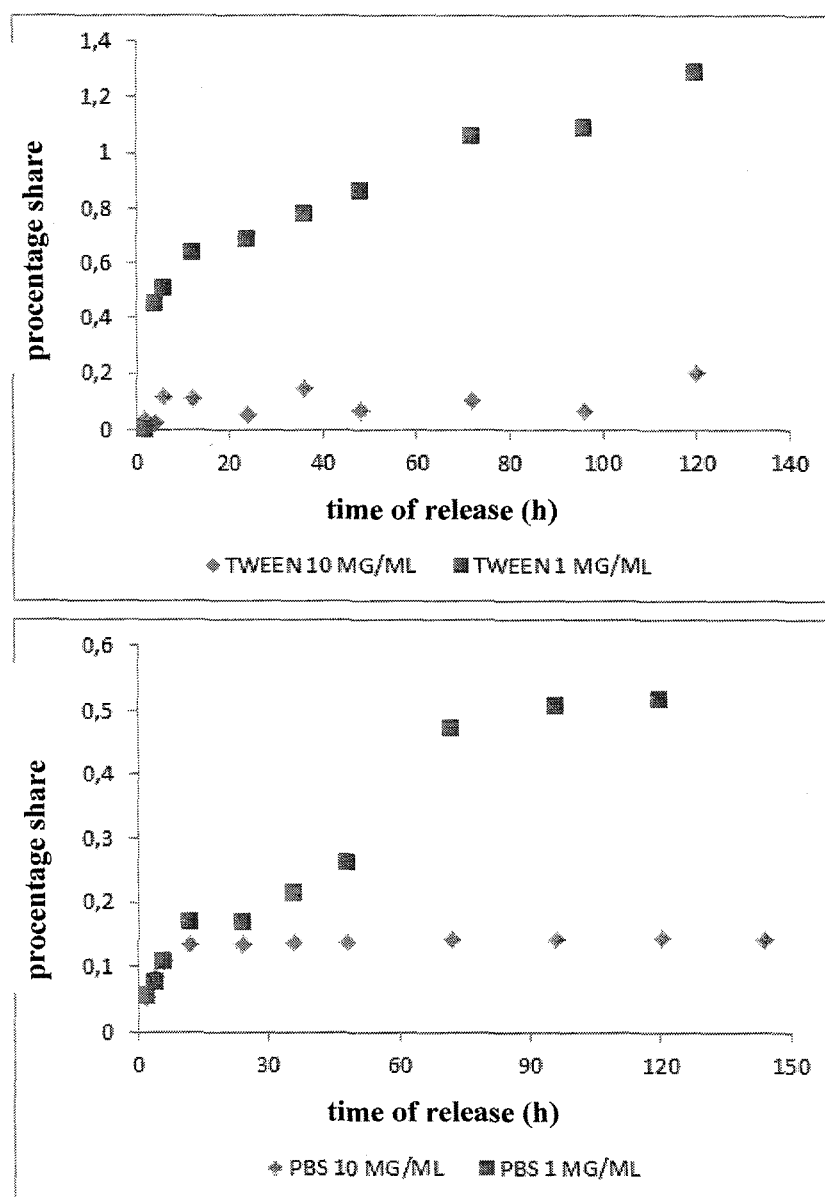 procentage share
1,4
1,2
1
0,8
0,6
0,4
0,2
0
0 20 40 60 80 100 120 140
time of release (h)
TWEEN 10 MG/ML TWEEN 1 MG/ML
procentage share
0,6
0,5
0,4
0,3
0,2
0,1
0
0 30 60 90 120 150
time of release (h)
PBS 10 MG/ML PBS 1 MG/ML